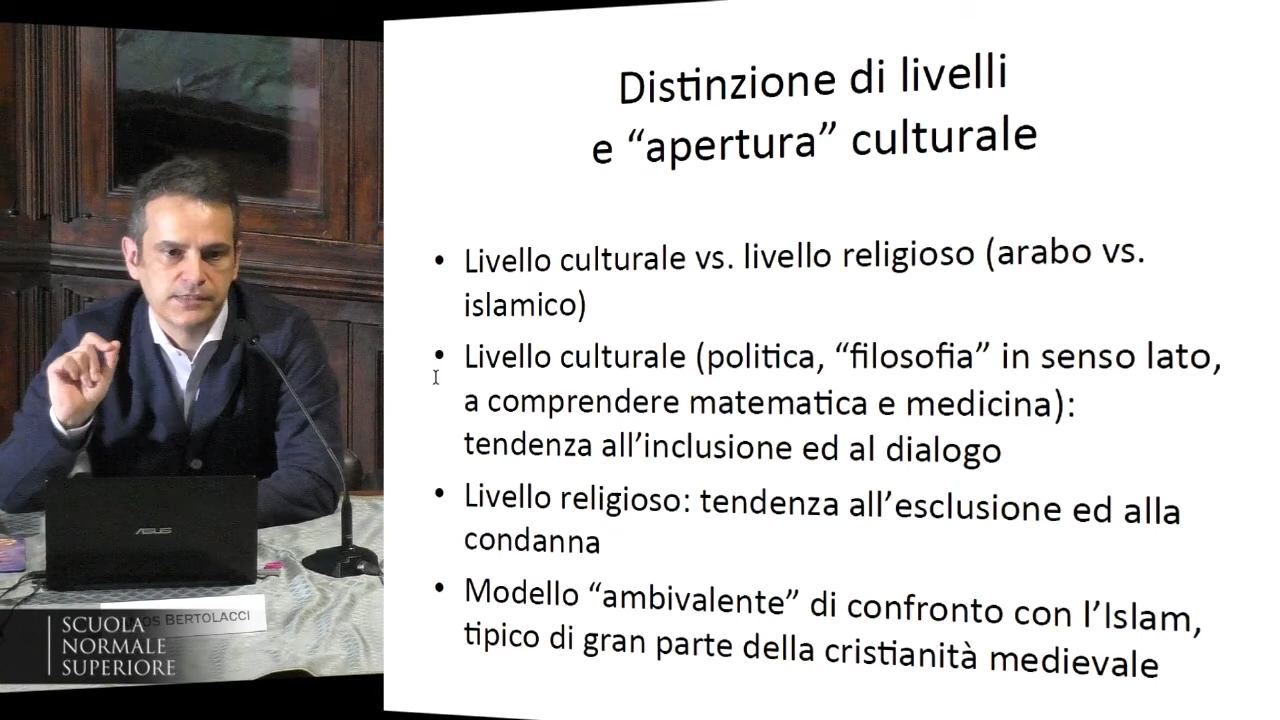 Distinzione di livelli
e “apertura” culturale
• Livello culturale vs. livello religioso (arabo vs.
islamico)
• Livello culturale (politica, “filosofia” in senso lato,
a comprendere matematica e medicina):
tendenza all’inclusione ed al dialogo
• Livello religioso: tendenza all’esclusione ed alla
condanna
• Modello “ambivalente” di confronto con l’Islam,
tipico di gran parte della cristianità medievale
ASUS
BERTOLACCI
SCUOLA
NORMALE
SUPERIORE